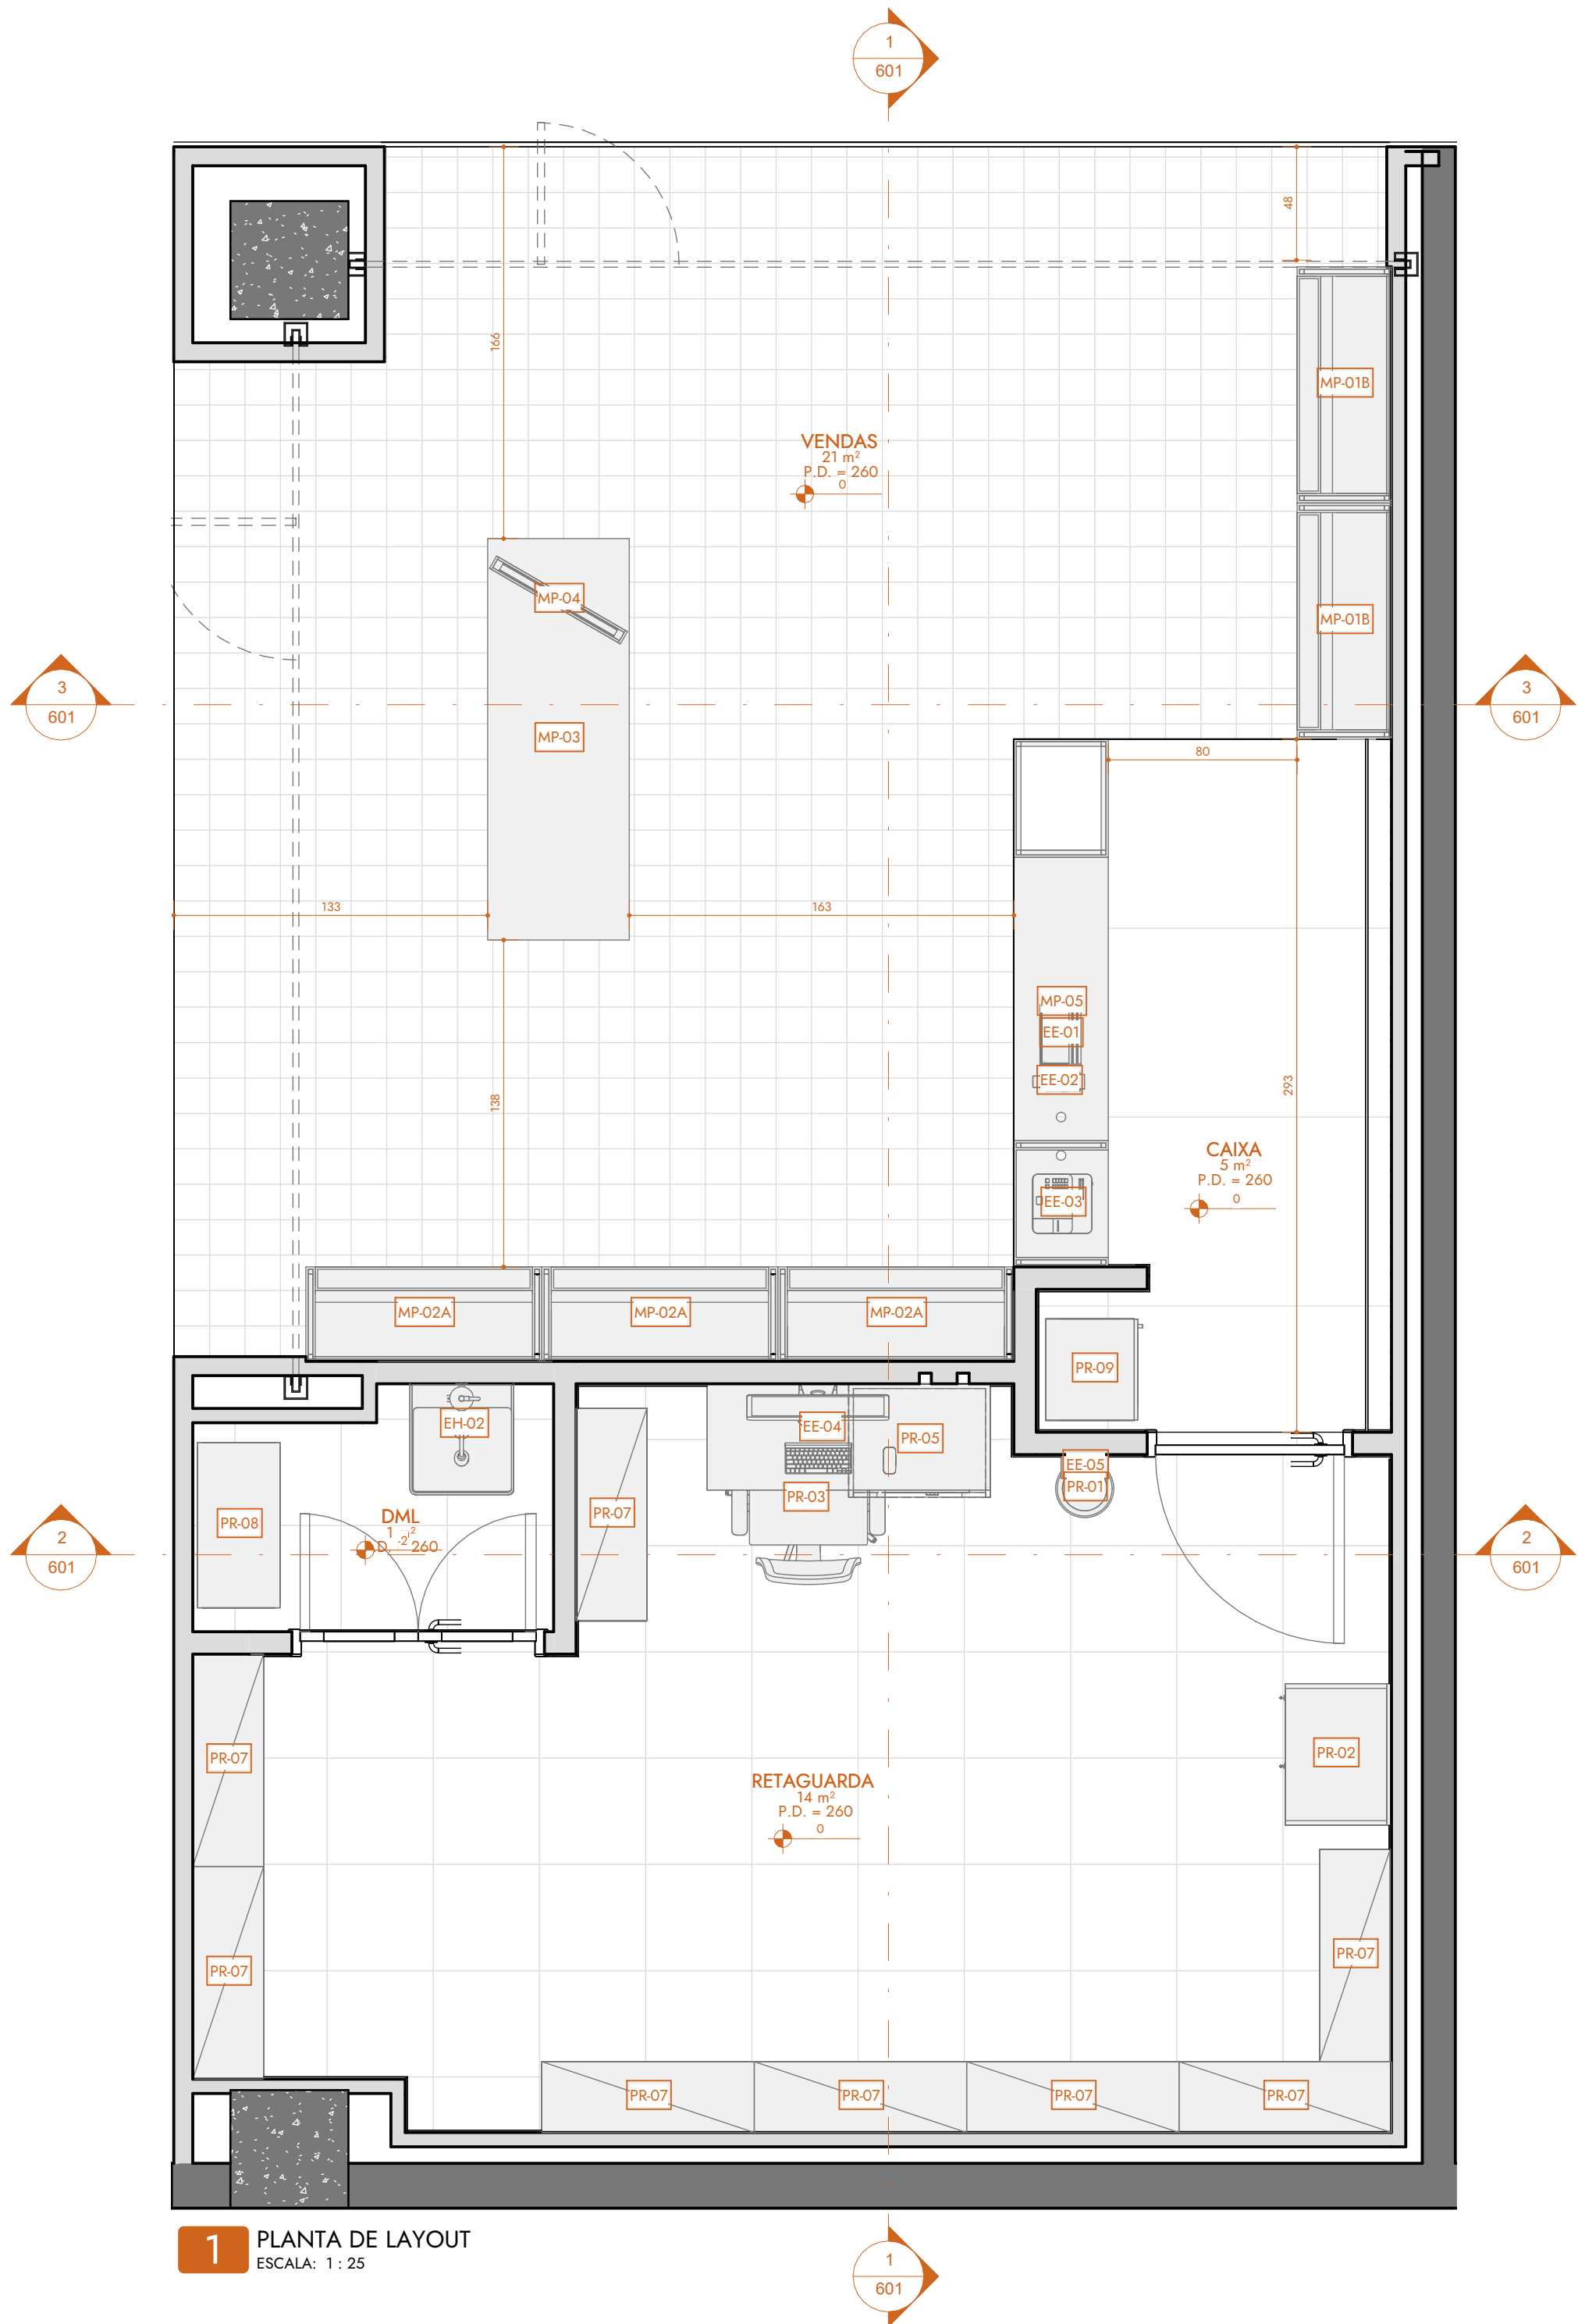 1
601
48
166
MP-01B
VENDAS
21 m²
P.D. = 260
0
MP-04
MP-01B
3
601
3
601
MP-03
80
133
163
MP-05
EE-01
EE-02
293
138
CAIXA
5 m²
P.D. = 260
0
EE-03
MP-02A
MP-02A
MP-02A
PR-09
EH-02
EE-04
PR-05
EE-05
PR-01
PR-03
PR-07
PR-08
DML
1
D.
260
2
601
2
601
PR-02
PR-07
RETAGUARDA
14 m²
P.D. = 260
0
PR-07
PR-07
PR-07
PR-07
PR-07
PR-07
1
PLANTA DE LAYOUT
ESCALA: 1 : 25
1
601